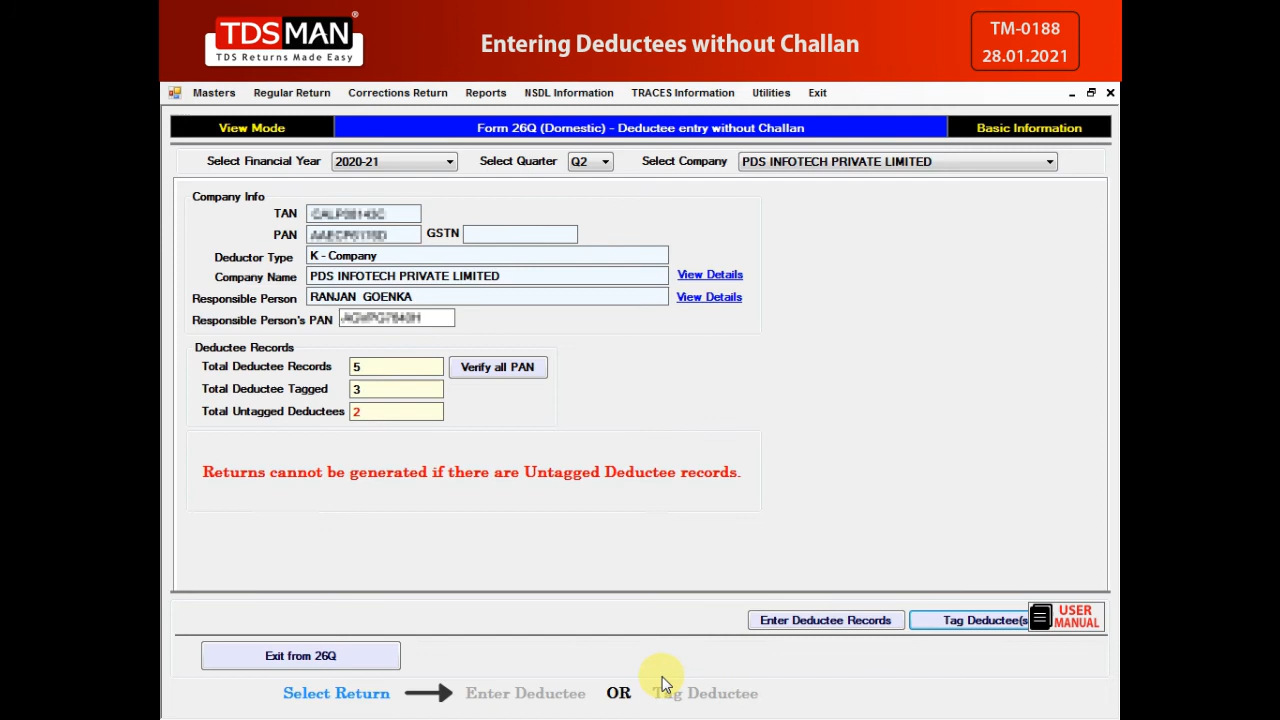 TDSMAN®
TDS Returns Made Easy
Entering Deductees without Challan
TM-0188
28.01.2021
Masters Regular Return Corrections Return Reports NSDL Information TRACES Information Utilities Exit
View Mode Form 26Q (Domestic) - Deductee entry without Challan Basic Information
Select Financial Year 2020-21 Select Quarter Q2 Select Company PDS INFOTECH PRIVATE LIMITED
Company Info
TAN
PAN GSTN
Deductor Type K - Company
Company Name PDS INFOTECH PRIVATE LIMITED View Details
Responsible Person RANJAN GOENKA View Details
Responsible Person's PAN
Deductee Records
Total Deductee Records 5 Verify all PAN
Total Deductee Tagged 3
Total Untagged Deductees 2
Returns cannot be generated if there are Untagged Deductee records.
Enter Deductee Records Tag Deductee(s USER MANUAL
Exit from 26Q
Select Return Enter Deductee OR Tag Deductee